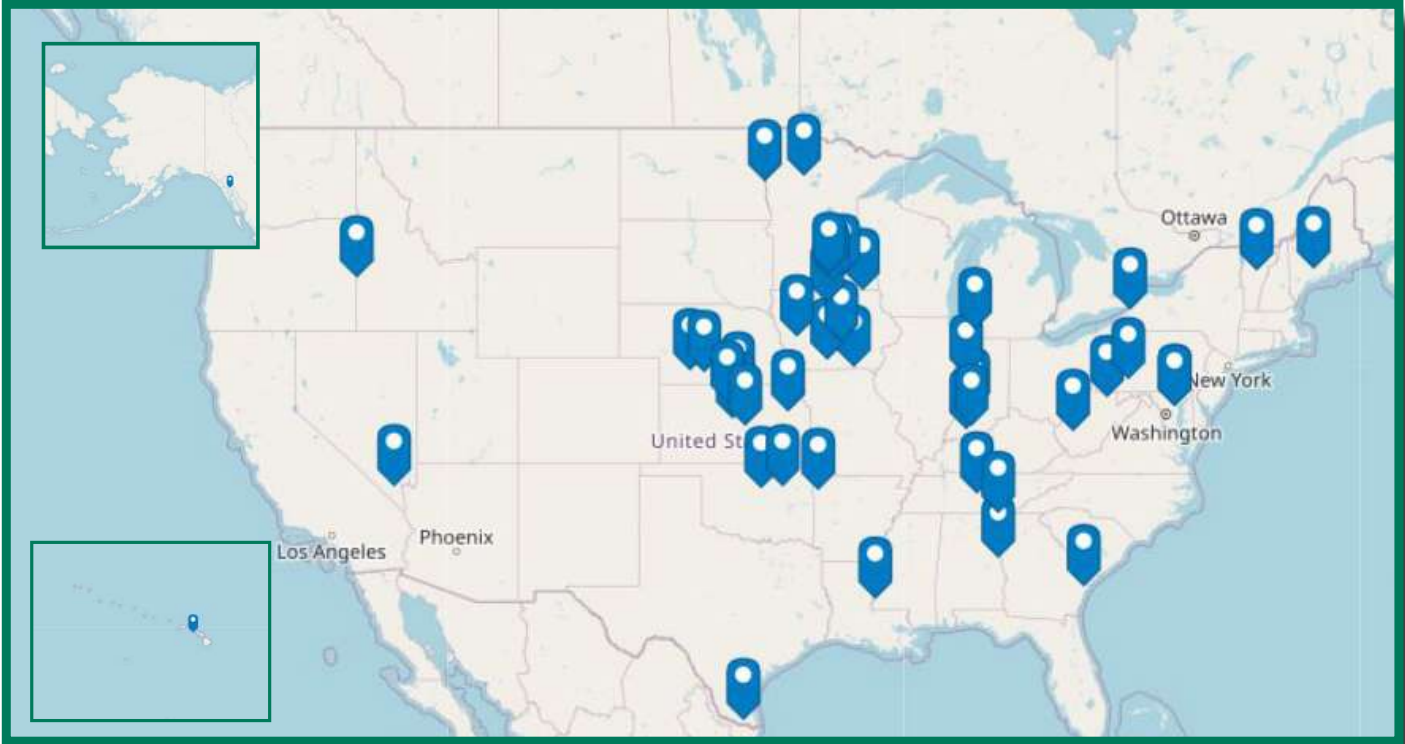 Ottawa
New York
Washington
United St
Phoenix
Los Angeles